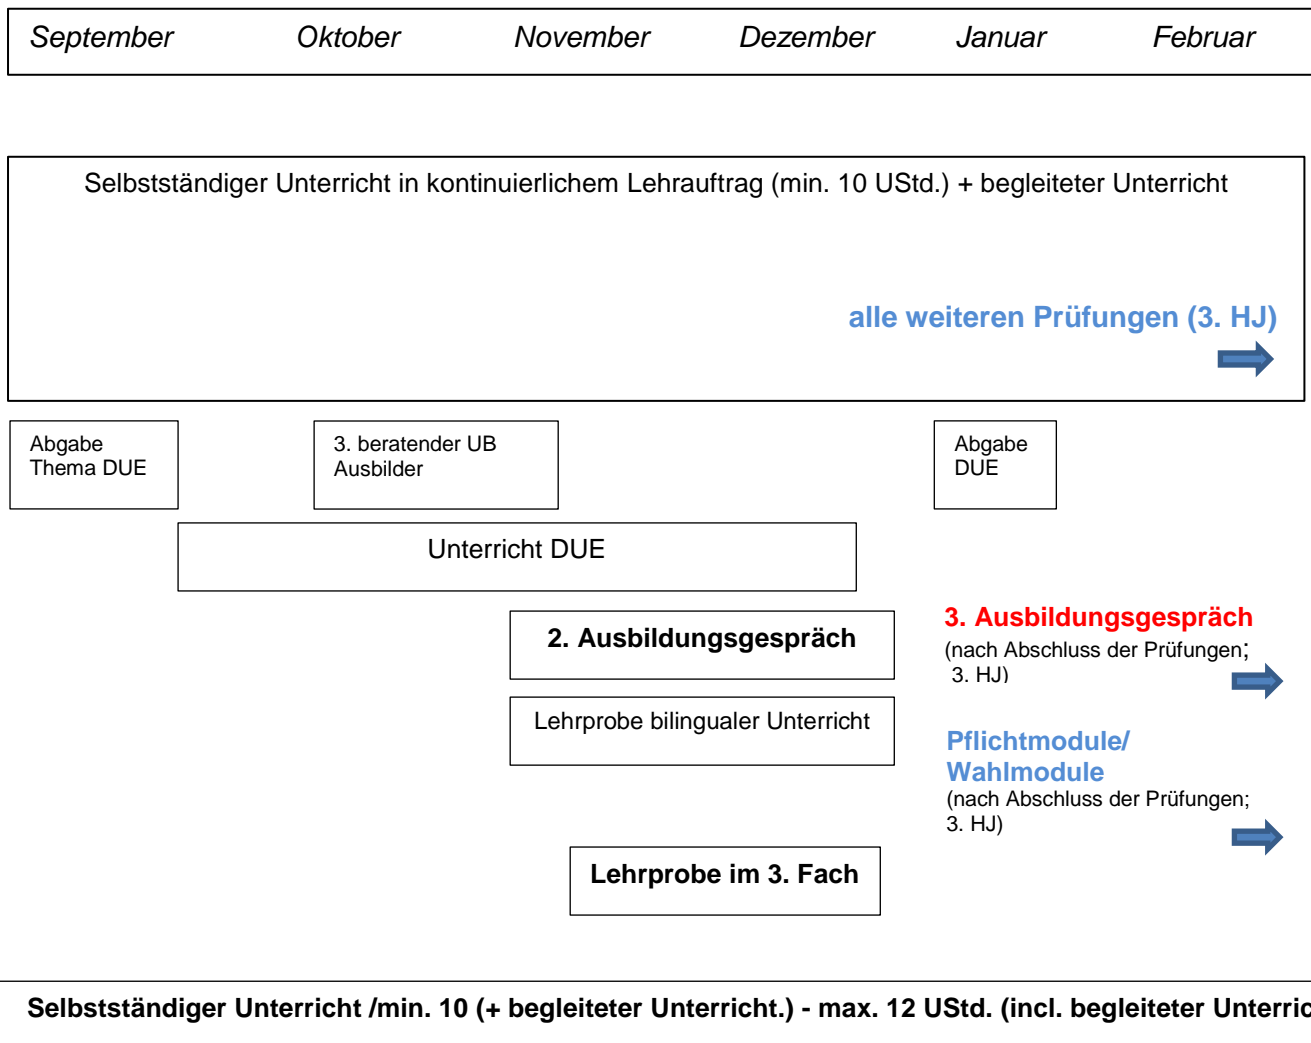 September Oktober November Dezember Januar Februar
Selbstständiger Unterricht in kontinuierlichem Lehrauftrag (min. 10 UStd.) + begleiteter Unterricht
alle weiteren Prüfungen (3. HJ)
Abgabe
Thema DUE
3. beratender UB
Ausbilder
Abgabe
DUE
Unterricht DUE
2. Ausbildungsgespräch
3. Ausbildungsgespräch
(nach Abschluss der Prüfungen;
3. HJ)
Lehrprobe bilingualer Unterricht
Pflichtmodule/
Wahlmodule
(nach Abschluss der Prüfungen;
3. HJ)
Lehrprobe im 3. Fach
Selbstständiger Unterricht /min. 10 (+ begleiteter Unterricht.) - max. 12 UStd. (incl. begleiteter